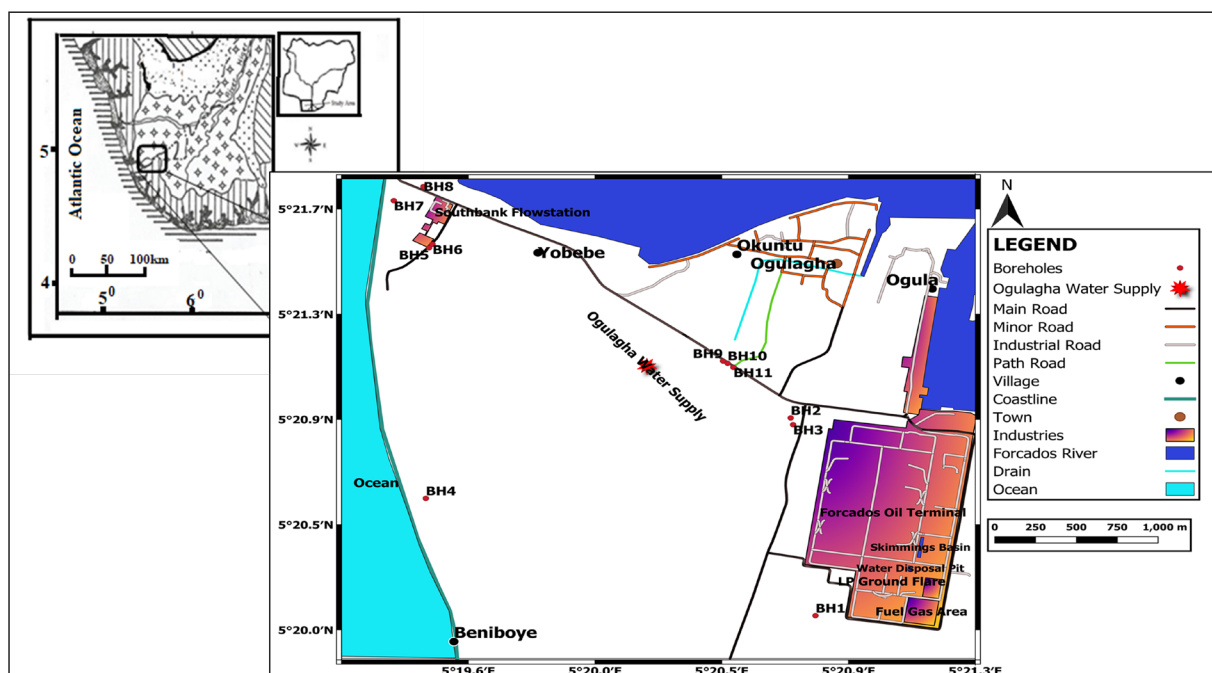 Atlantic Ocean
Study Area
N
W
E
S
5
4
0
100km
5⁰
6⁰
5°21.7'N
5°21.3'N
5°20.9'N
5°20.5'N
5°20.0'N
BH8
BH7
Southbank Flowstation
BH5
BH6
Yobebe
Okuntu
Ogulagha
Ogula
Ogulagha Water Supply
BH9
BH10
BH11
BH2
BH3
Ocean
BH4
Forcados Oil Terminal
Skimmings Basin
Water Disposal Pit
LP Ground Flare
BH1
Fuel Gas Area
Beniboye
5°19.6'E
5°20.0'E
5°20.5'E
5°20.9'E
5°21.3'E
N
LEGEND
Boreholes
Ogulagha Water Supply
Main Road
Minor Road
Industrial Road
Path Road
Village
Coastline
Town
Industries
Forcados River
Drain
Ocean
0 250 500 750 1,000 m